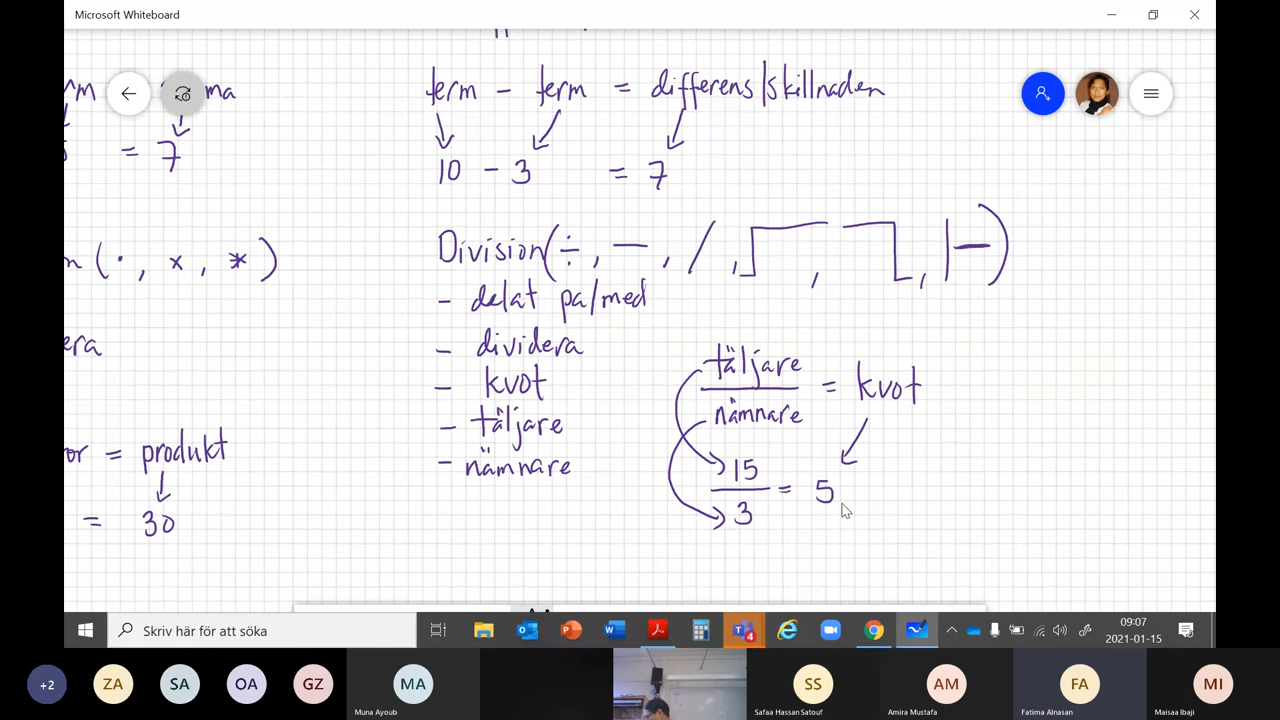 Microsoft Whiteboard
term - term = differens/skillnaden
10 - 3 = 7
= 7
Division(÷, —, /,
(·, ×, *)
- delat på/med
- dividera
- kvot
- täljare
- nämnare
täljare
nämnare
= kvot
15
3
= 5
= produkt
= 30
Skriv här för att söka
4
09:07
2021-01-15
+2
ZA
SA
OA
GZ
MA
Muna Ayoub
SS
Safaa Hassan Satouf
AM
Amira Mustafa
FA
Fatima Alnasan
MI
Maisaa Ibaji